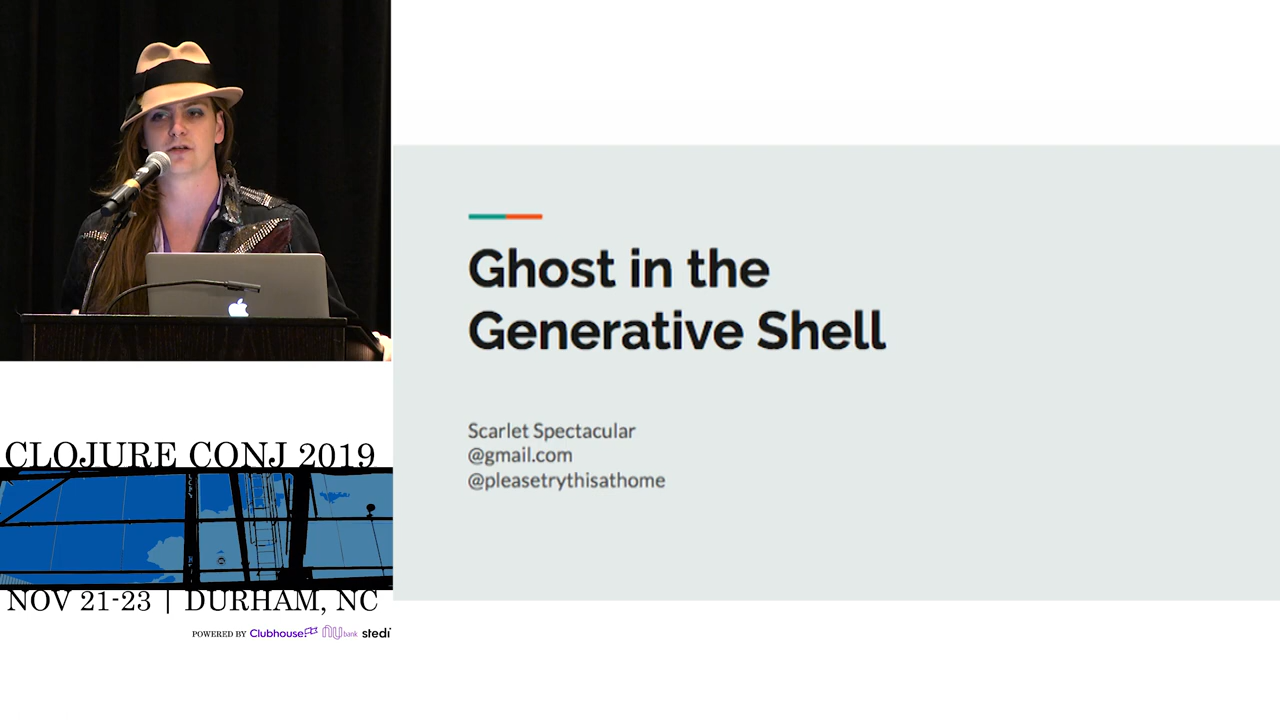 Ghost in the
Generative Shell
Scarlet Spectacular
@gmail.com
@pleasetrythisathome
CLOJURE CONJ 2019
NOV 21-23 | DURHAM, NC
POWERED BY Clubhouse nu bank stedi